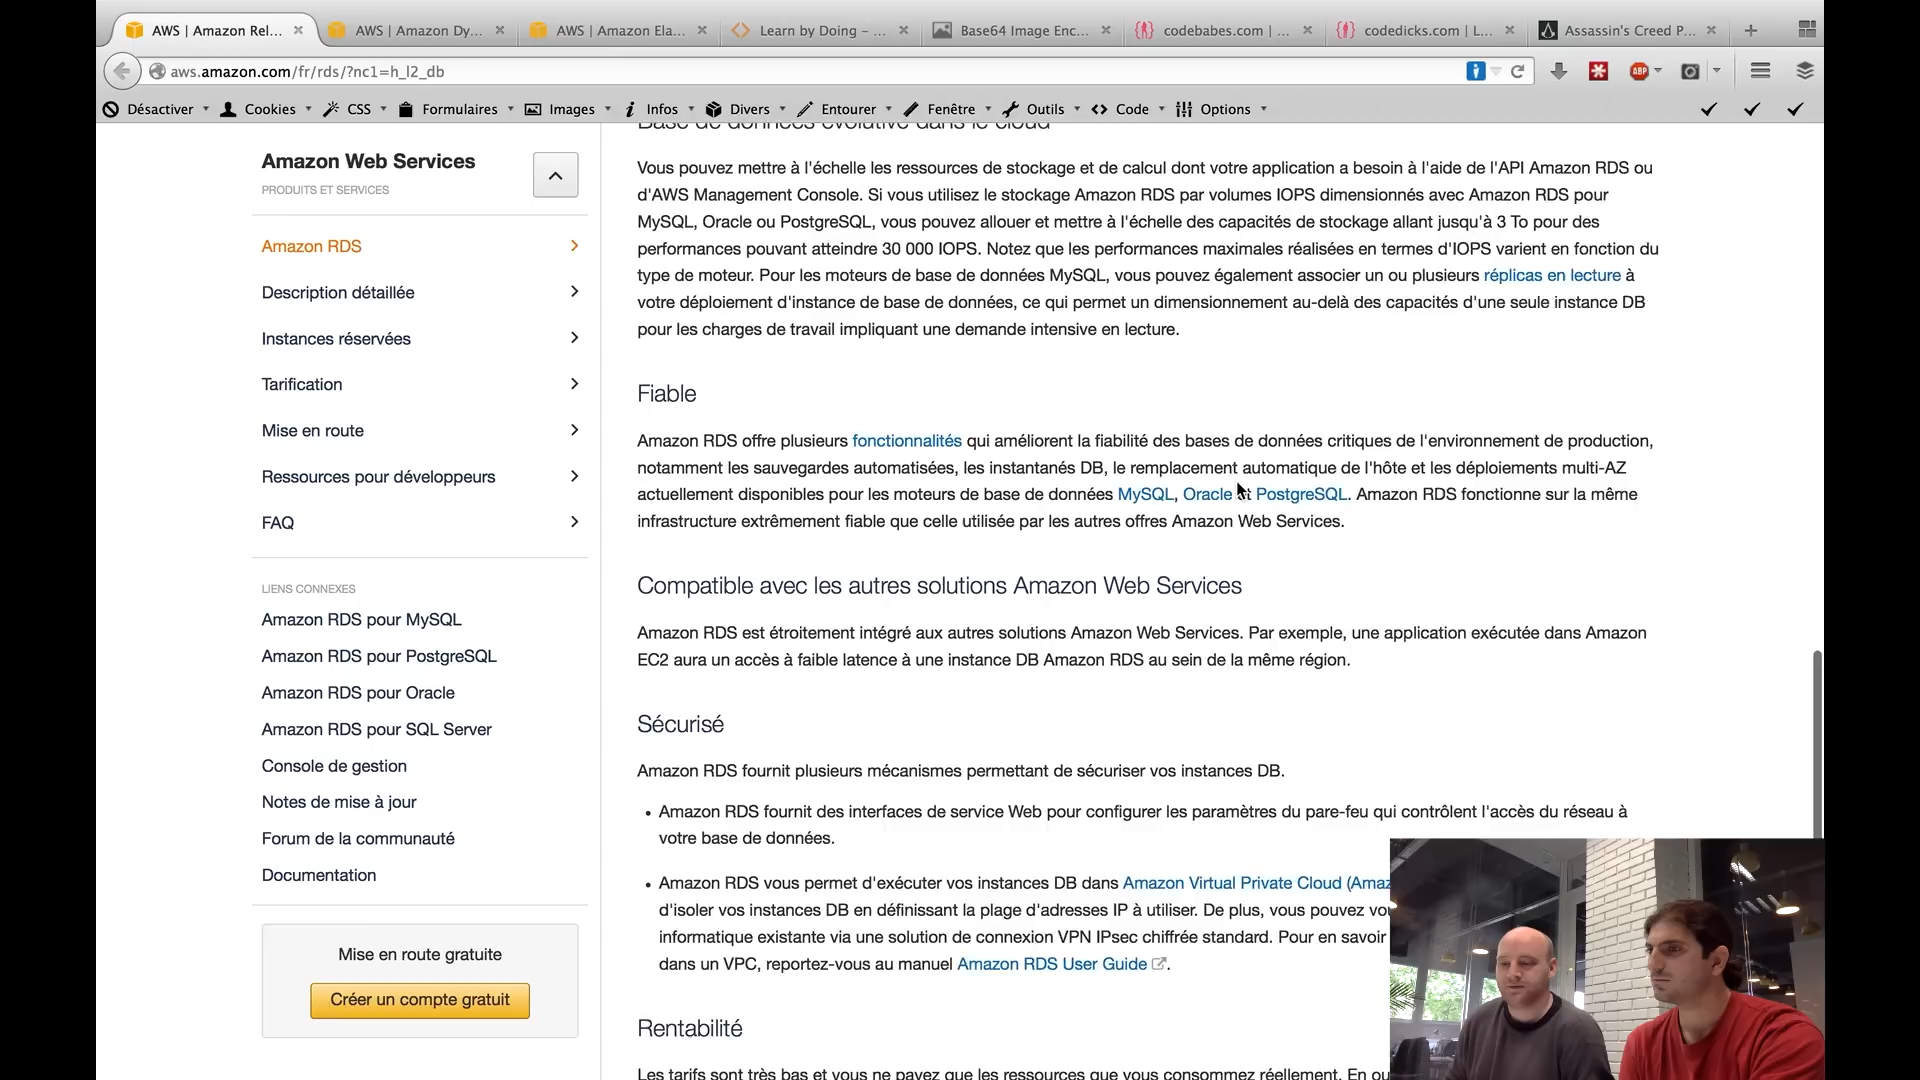 AWS | Amazon Rel...
AWS | Amazon Dy...
AWS | Amazon Ela...
Learn by Doing – ...
Base64 Image Enc...
codebabes.com | ...
codedicks.com | L...
Assassin's Creed P...
aws.amazon.com/fr/rds/?nc1=h_l2_db
ABP
Désactiver
Cookies
CSS
Formulaires
Images
Infos
Divers
Entourer
Fenêtre
Outils
Code
Options
Amazon Web Services
PRODUITS ET SERVICES
Amazon RDS
Description détaillée
Instances réservées
Tarification
Mise en route
Ressources pour développeurs
FAQ
LIENS CONNEXES
Amazon RDS pour MySQL
Amazon RDS pour PostgreSQL
Amazon RDS pour Oracle
Amazon RDS pour SQL Server
Console de gestion
Notes de mise à jour
Forum de la communauté
Documentation
Mise en route gratuite
Créer un compte gratuit
Base de données évolutive dans le cloud
Vous pouvez mettre à l'échelle les ressources de stockage et de calcul dont votre application a besoin à l'aide de l'API Amazon RDS ou
d'AWS Management Console. Si vous utilisez le stockage Amazon RDS par volumes IOPS dimensionnés avec Amazon RDS pour
MySQL, Oracle ou PostgreSQL, vous pouvez allouer et mettre à l'échelle des capacités de stockage allant jusqu'à 3 To pour des
performances pouvant atteindre 30 000 IOPS. Notez que les performances maximales réalisées en termes d'IOPS varient en fonction du
type de moteur. Pour les moteurs de base de données MySQL, vous pouvez également associer un ou plusieurs réplicas en lecture à
votre déploiement d'instance de base de données, ce qui permet un dimensionnement au-delà des capacités d'une seule instance DB
pour les charges de travail impliquant une demande intensive en lecture.
Fiable
Amazon RDS offre plusieurs fonctionnalités qui améliorent la fiabilité des bases de données critiques de l'environnement de production,
notamment les sauvegardes automatisées, les instantanés DB, le remplacement automatique de l'hôte et les déploiements multi-AZ
actuellement disponibles pour les moteurs de base de données MySQL, Oracle et PostgreSQL. Amazon RDS fonctionne sur la même
infrastructure extrêmement fiable que celle utilisée par les autres offres Amazon Web Services.
Compatible avec les autres solutions Amazon Web Services
Amazon RDS est étroitement intégré aux autres solutions Amazon Web Services. Par exemple, une application exécutée dans Amazon
EC2 aura un accès à faible latence à une instance DB Amazon RDS au sein de la même région.
Sécurisé
Amazon RDS fournit plusieurs mécanismes permettant de sécuriser vos instances DB.
• Amazon RDS fournit des interfaces de service Web pour configurer les paramètres du pare-feu qui contrôlent l'accès du réseau à
votre base de données.
• Amazon RDS vous permet d'exécuter vos instances DB dans Amazon Virtual Private Cloud (Amaz
d'isoler vos instances DB en définissant la plage d'adresses IP à utiliser. De plus, vous pouvez vou
informatique existante via une solution de connexion VPN IPsec chiffrée standard. Pour en savoir
dans un VPC, reportez-vous au manuel Amazon RDS User Guide.
Rentabilité
Les tarifs sont très bas et vous ne payez que les ressources que vous consommez réellement. En ou